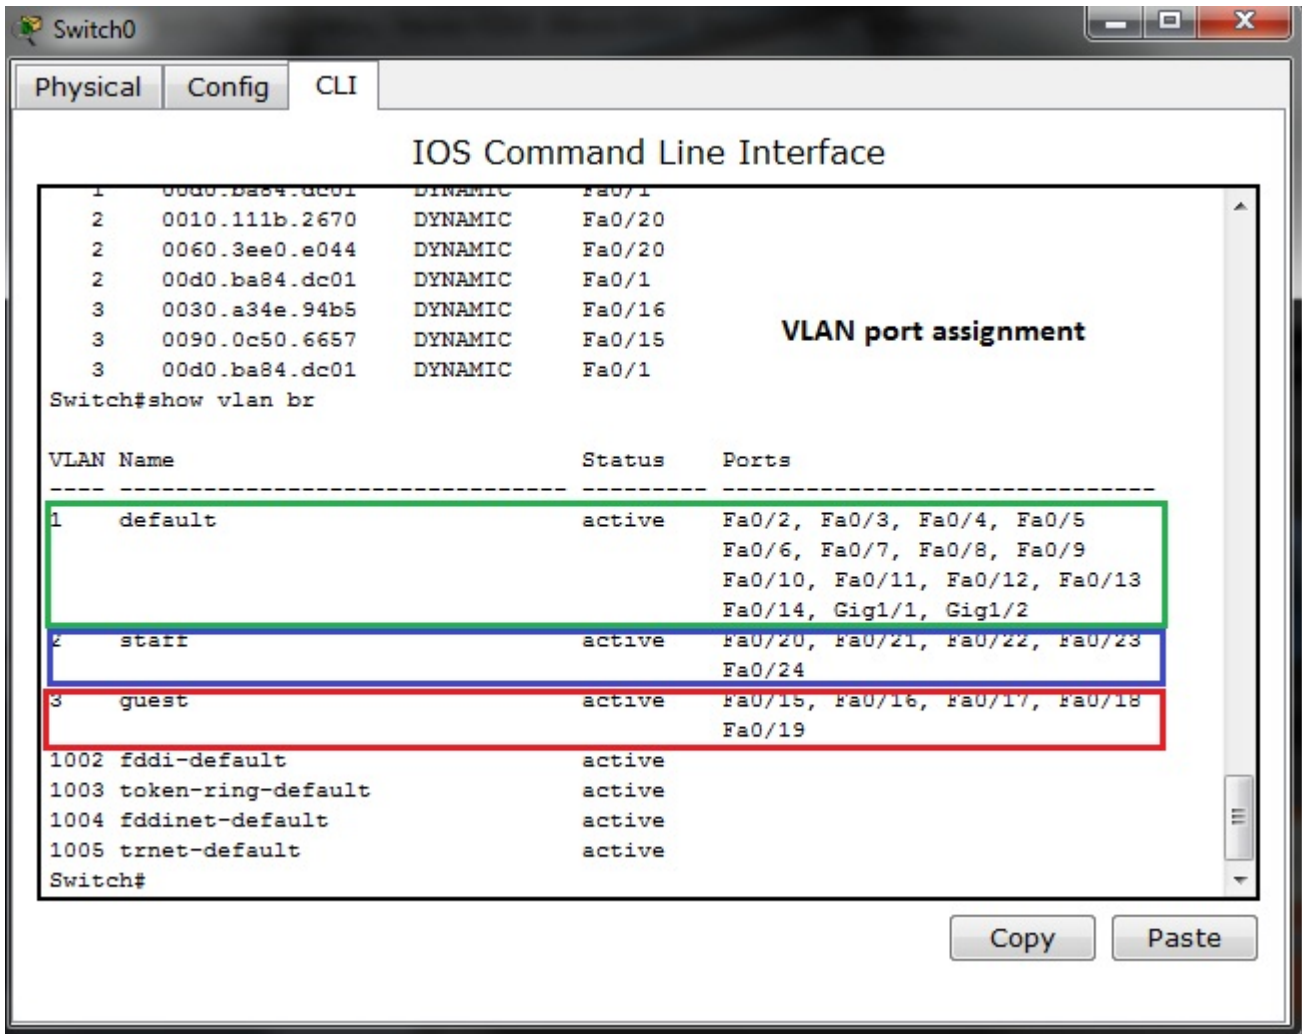 Switch0
Physical Config CLI
IOS Command Line Interface
1 00d0.ba84.dc01 DYNAMIC Fa0/1
2 0010.111b.2670 DYNAMIC Fa0/20
2 0060.3ee0.e044 DYNAMIC Fa0/20
2 00d0.ba84.dc01 DYNAMIC Fa0/1
3 0030.a34e.94b5 DYNAMIC Fa0/16
3 0090.0c50.6657 DYNAMIC Fa0/15
VLAN port assignment
3 00d0.ba84.dc01 DYNAMIC Fa0/1
Switch#show vlan br
VLAN Name Status Ports
---- -------------------------------- --------- -------------------------------
1 default active Fa0/2, Fa0/3, Fa0/4, Fa0/5
Fa0/6, Fa0/7, Fa0/8, Fa0/9
Fa0/10, Fa0/11, Fa0/12, Fa0/13
Fa0/14, Gig1/1, Gig1/2
2 staff active Fa0/20, Fa0/21, Fa0/22, Fa0/23
Fa0/24
3 guest active Fa0/15, Fa0/16, Fa0/17, Fa0/18
Fa0/19
1002 fddi-default active
1003 token-ring-default active
1004 fddinet-default active
1005 trnet-default active
Switch#
Copy Paste